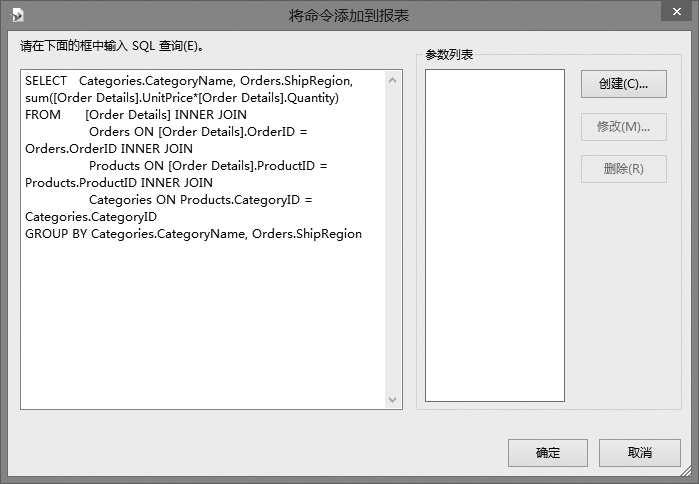 将命令添加到报表
请在下面的框中输入 SQL 查询(E)。
SELECT Categories.CategoryName, Orders.ShipRegion,
sum([Order Details].UnitPrice*[Order Details].Quantity)
FROM [Order Details] INNER JOIN
Orders ON [Order Details].OrderID =
Orders.OrderID INNER JOIN
Products ON [Order Details].ProductID =
Products.ProductID INNER JOIN
Categories ON Products.CategoryID =
Categories.CategoryID
GROUP BY Categories.CategoryName, Orders.ShipRegion
参数列表
创建(C)...
修改(M)...
删除(R)
确定
取消